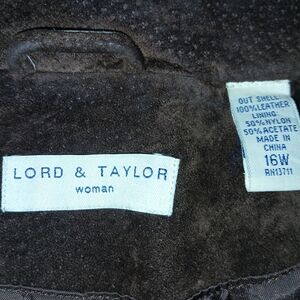 LORD & TAYLOR
woman
OUT SHELL:
100%LEATHER
LINING:
50%NYLON
50%ACETATE
MADE IN
CHINA
16W
RN13711